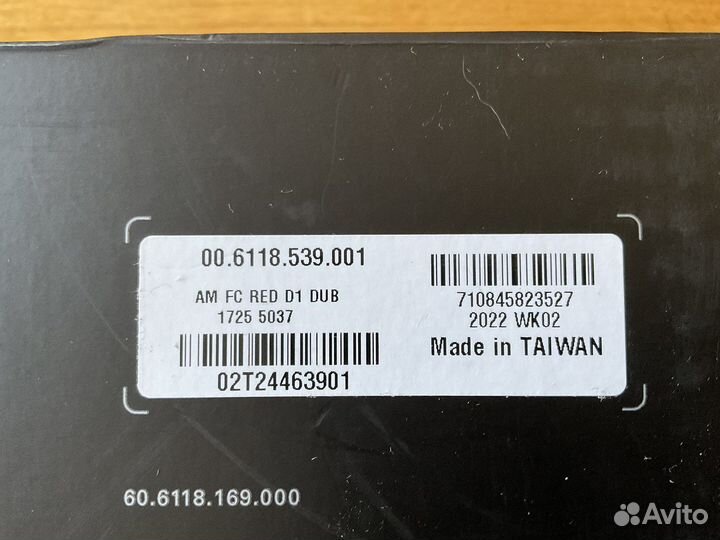 00.6118.539.001
AM FC RED D1 DUB
1725 5037
02T24463901
710845823527
2022 WK02
Made in TAIWAN
60.6118.169.000
Avito